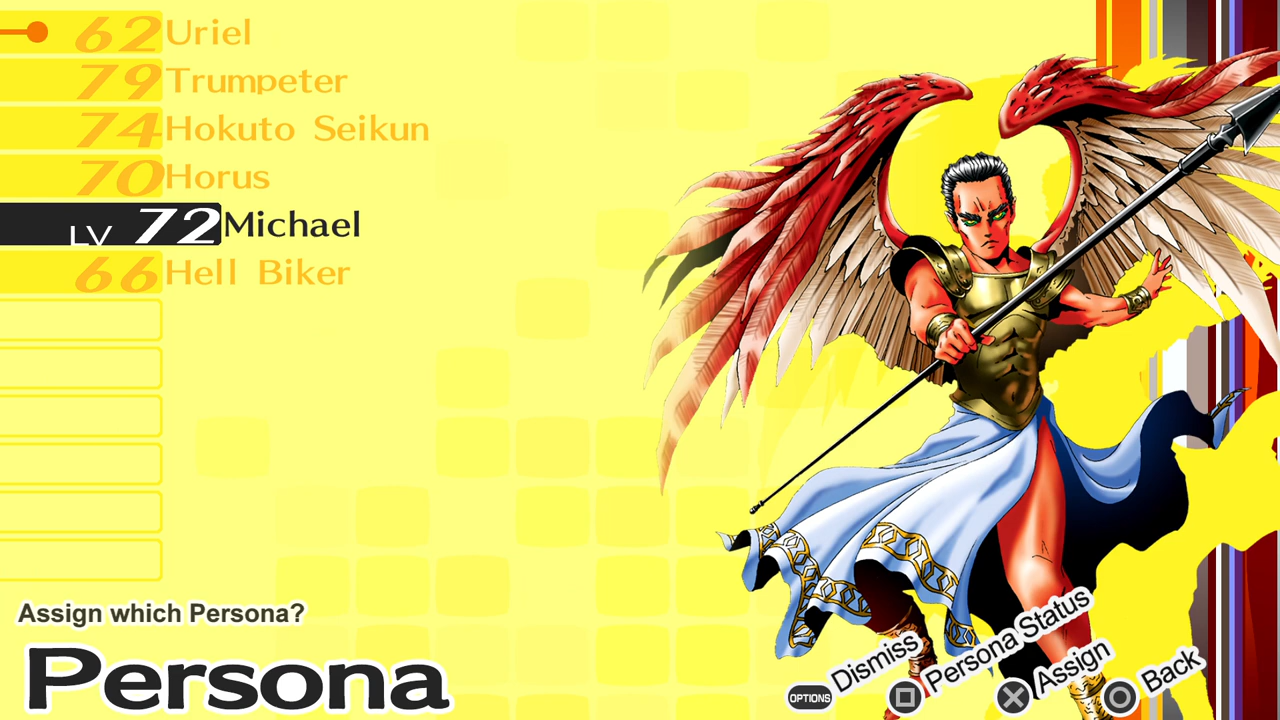 62 Uriel
79 Trumpeter
74 Hokuto Seikun
70 Horus
LV 72 Michael
66 Hell Biker
Assign which Persona?
Persona
OPTIONS Dismiss Persona Status Assign Back